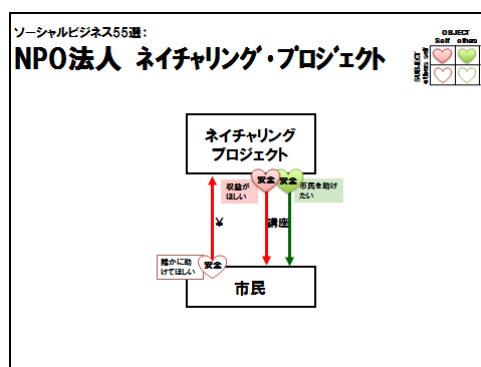 ソーシャルビジネス55選:
NPO法人 ネイチャリング・プロジェクト
OBJECT
Self others
SUBJECT
others self
ネイチャリング
プロジェクト
収益が
ほしい
安全
安全
市民を助け
たい
¥
講座
誰かに助
けてほしい
安全
市民